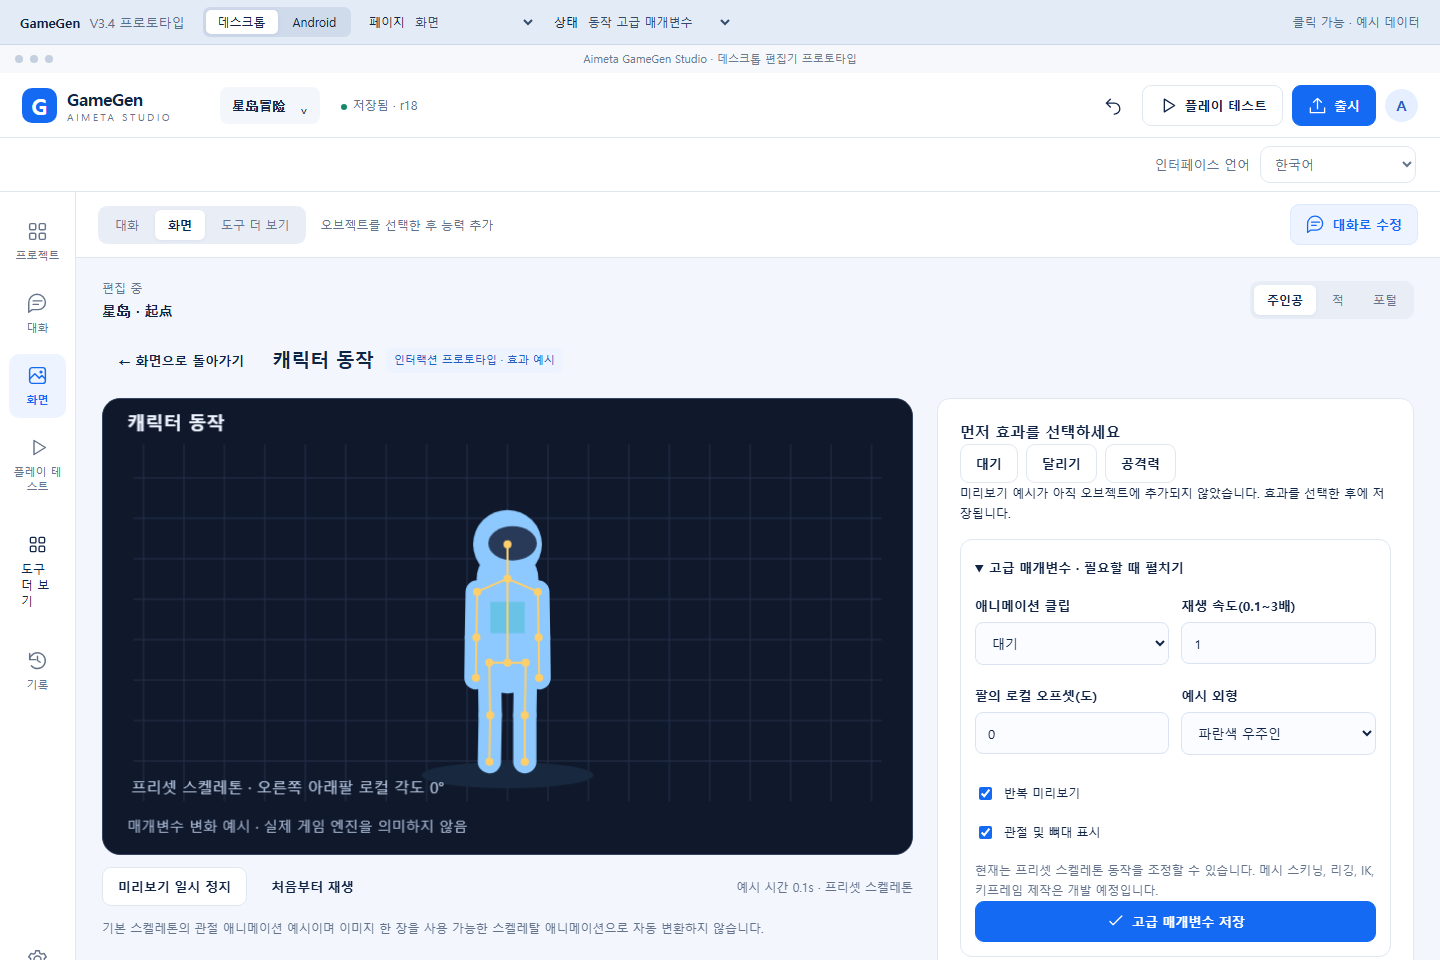 GameGen V3.4 프로토타입 데스크톱 Android 페이지 화면 상태 동작 고급 매개변수 클릭 가능 · 예시 데이터
Aimeta GameGen Studio · 데스크톱 편집기 프로토타입
G GameGen
AIMETA STUDIO
星岛冒险
저장됨 · r18
플레이 테스트
출시
A
인터페이스 언어 한국어
프로젝트
대화
화면
플레이 테
스트
도구
더 보
기
기록
대화 화면 도구 더 보기 오브젝트를 선택한 후 능력 추가
대화로 수정
편집 중
星岛 · 起点
주인공 적 포털
← 화면으로 돌아가기 캐릭터 동작 인터랙션 프로토타입 · 효과 예시
캐릭터 동작
프리셋 스켈레톤 · 오른쪽 아래팔 로컬 각도 0°
매개변수 변화 예시 · 실제 게임 엔진을 의미하지 않음
미리보기 일시 정지 처음부터 재생 예시 시간 0.1s · 프리셋 스켈레톤
기본 스켈레톤의 관절 애니메이션 예시이며 이미지 한 장을 사용 가능한 스켈레탈 애니메이션으로 자동 변환하지 않습니다.
먼저 효과를 선택하세요
대기 달리기 공격력
미리보기 예시가 아직 오브젝트에 추가되지 않았습니다. 효과를 선택한 후에 저
장됩니다.
▼ 고급 매개변수 · 필요할 때 펼치기
애니메이션 클립 재생 속도(0.1~3배)
대기 1
팔의 로컬 오프셋(도) 예시 외형
0 파란색 우주인
반복 미리보기
관절 및 뼈대 표시
현재는 프리셋 스켈레톤 동작을 조정할 수 있습니다. 메시 스키닝, 리깅, IK,
키프레임 제작은 개발 예정입니다.
고급 매개변수 저장